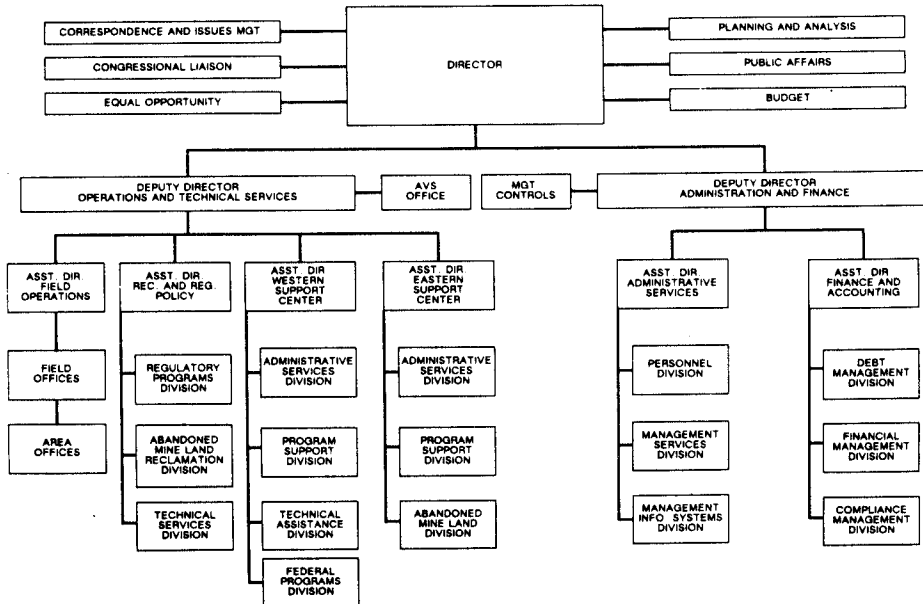 CORRESPONDENCE AND ISSUES MGT
CONGRESSIONAL LIAISON
EQUAL OPPORTUNITY
DIRECTOR
PLANNING AND ANALYSIS
PUBLIC AFFAIRS
BUDGET
DEPUTY DIRECTOR
OPERATIONS AND TECHNICAL SERVICES
AVS
OFFICE
MGT
CONTROLS
DEPUTY DIRECTOR
ADMINISTRATION AND FINANCE
ASST. DIR.
FIELD
OPERATIONS
FIELD
OFFICES
AREA
OFFICES
ASST. DIR.
REC. AND REG.
POLICY
REGULATORY
PROGRAMS
DIVISION
ABANDONED
MINE LAND
RECLAMATION
DIVISION
TECHNICAL
SERVICES
DIVISION
ASST. DIR
WESTERN
SUPPORT
CENTER
ADMINISTRATIVE
SERVICES
DIVISION
PROGRAM
SUPPORT
DIVISION
TECHNICAL
ASSISTANCE
DIVISION
FEDERAL
PROGRAMS
DIVISION
ASST. DIR.
EASTERN
SUPPORT
CENTER
ADMINISTRATIVE
SERVICES
DIVISION
PROGRAM
SUPPORT
DIVISION
ABANDONED
MINE LAND
DIVISION
ASST. DIR
ADMINISTRATIVE
SERVICES
PERSONNEL
DIVISION
MANAGEMENT
SERVICES
DIVISION
MANAGEMENT
INFO SYSTEMS
DIVISION
ASST. DIR
FINANCE AND
ACCOUNTING
DEBT
MANAGEMENT
DIVISION
FINANCIAL
MANAGEMENT
DIVISION
COMPLIANCE
MANAGEMENT
DIVISION